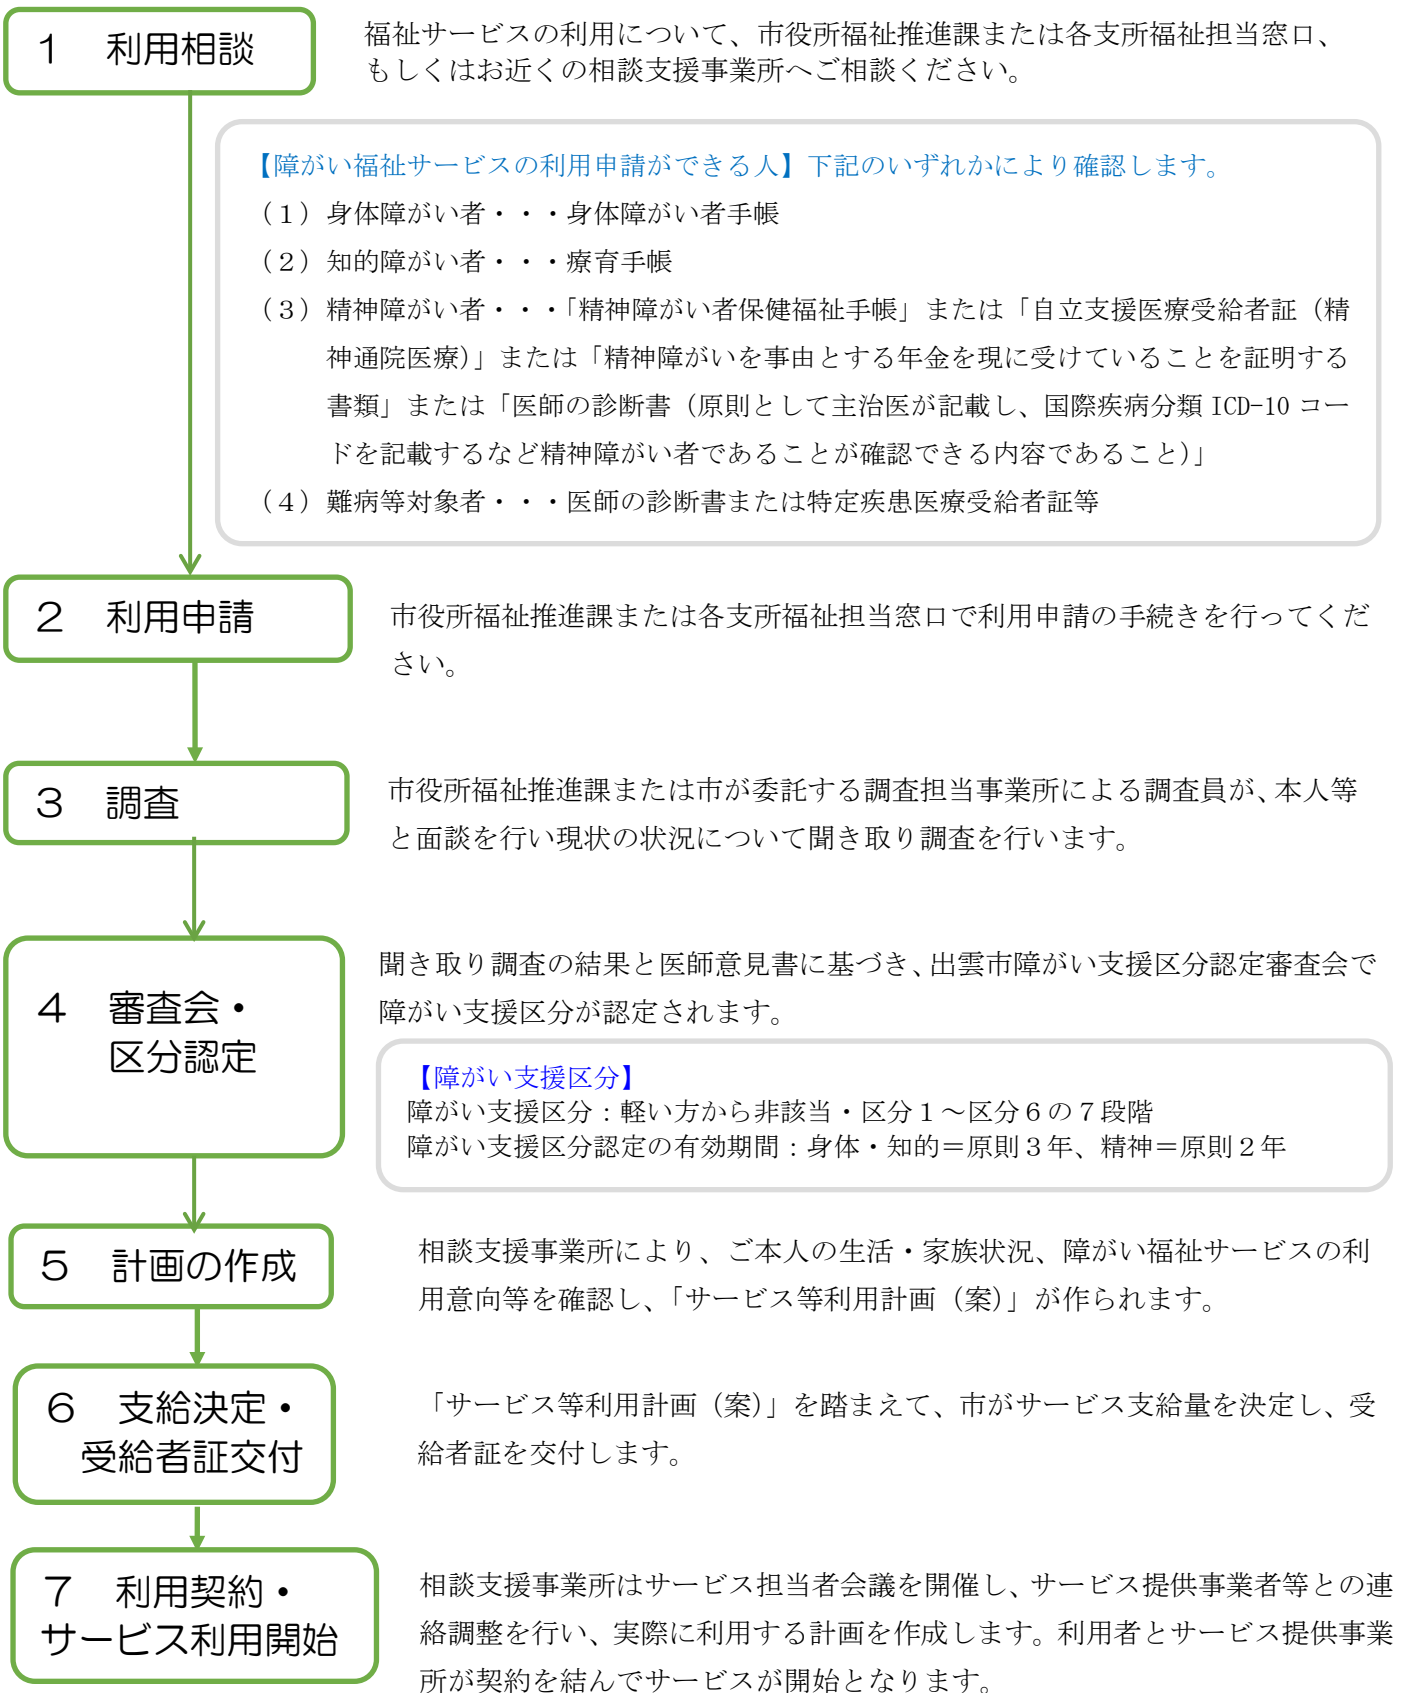 １　利用相談
福祉サービスの利用について、市役所福祉推進課または各支所福祉担当窓口、
もしくはお近くの相談支援事業所へご相談ください。
【障がい福祉サービスの利用申請ができる人】下記のいずれかにより確認します。
（１）身体障がい者・・・身体障がい者手帳
（２）知的障がい者・・・療育手帳
（３）精神障がい者・・・「精神障がい者保健福祉手帳」または「自立支援医療受給者証（精
神通院医療）」または「精神障がいを事由とする年金を現に受けていることを証明する
書類」または「医師の診断書（原則として主治医が記載し、国際疾病分類 ICD-10 コー
ドを記載するなど精神障がい者であることが確認できる内容であること）」
（４）難病等対象者・・・医師の診断書または特定疾患医療受給者証等
２　利用申請
市役所福祉推進課または各支所福祉担当窓口で利用申請の手続きを行ってくだ
さい。
３　調査
市役所福祉推進課または市が委託する調査担当事業所による調査員が、本人等
と面談を行い現状の状況について聞き取り調査を行います。
４　審査会・
区分認定
聞き取り調査の結果と医師意見書に基づき、出雲市障がい支援区分認定審査会で
障がい支援区分が認定されます。
【障がい支援区分】
障がい支援区分：軽い方から非該当・区分１～区分６の７段階
障がい支援区分認定の有効期間：身体・知的＝原則３年、精神＝原則２年
５　計画の作成
相談支援事業所により、ご本人の生活・家族状況、障がい福祉サービスの利
用意向等を確認し、「サービス等利用計画（案）」が作られます。
６　支給決定・
受給者証交付
「サービス等利用計画（案）」を踏まえて、市がサービス支給量を決定し、受
給者証を交付します。
７　利用契約・
サービス利用開始
相談支援事業所はサービス担当者会議を開催し、サービス提供事業者等との連
絡調整を行い、実際に利用する計画を作成します。利用者とサービス提供事業
所が契約を結んでサービスが開始となります。